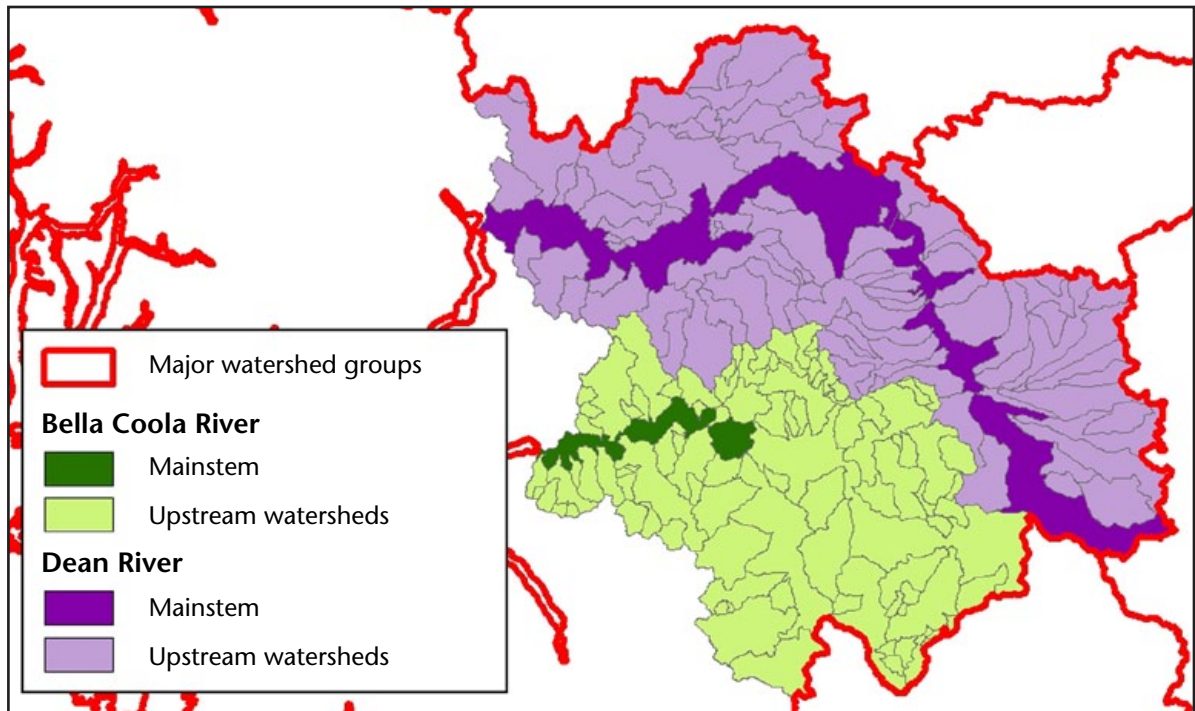 Major watershed groups
Bella Coola River
Mainstem
Upstream watersheds
Dean River
Mainstem
Upstream watersheds